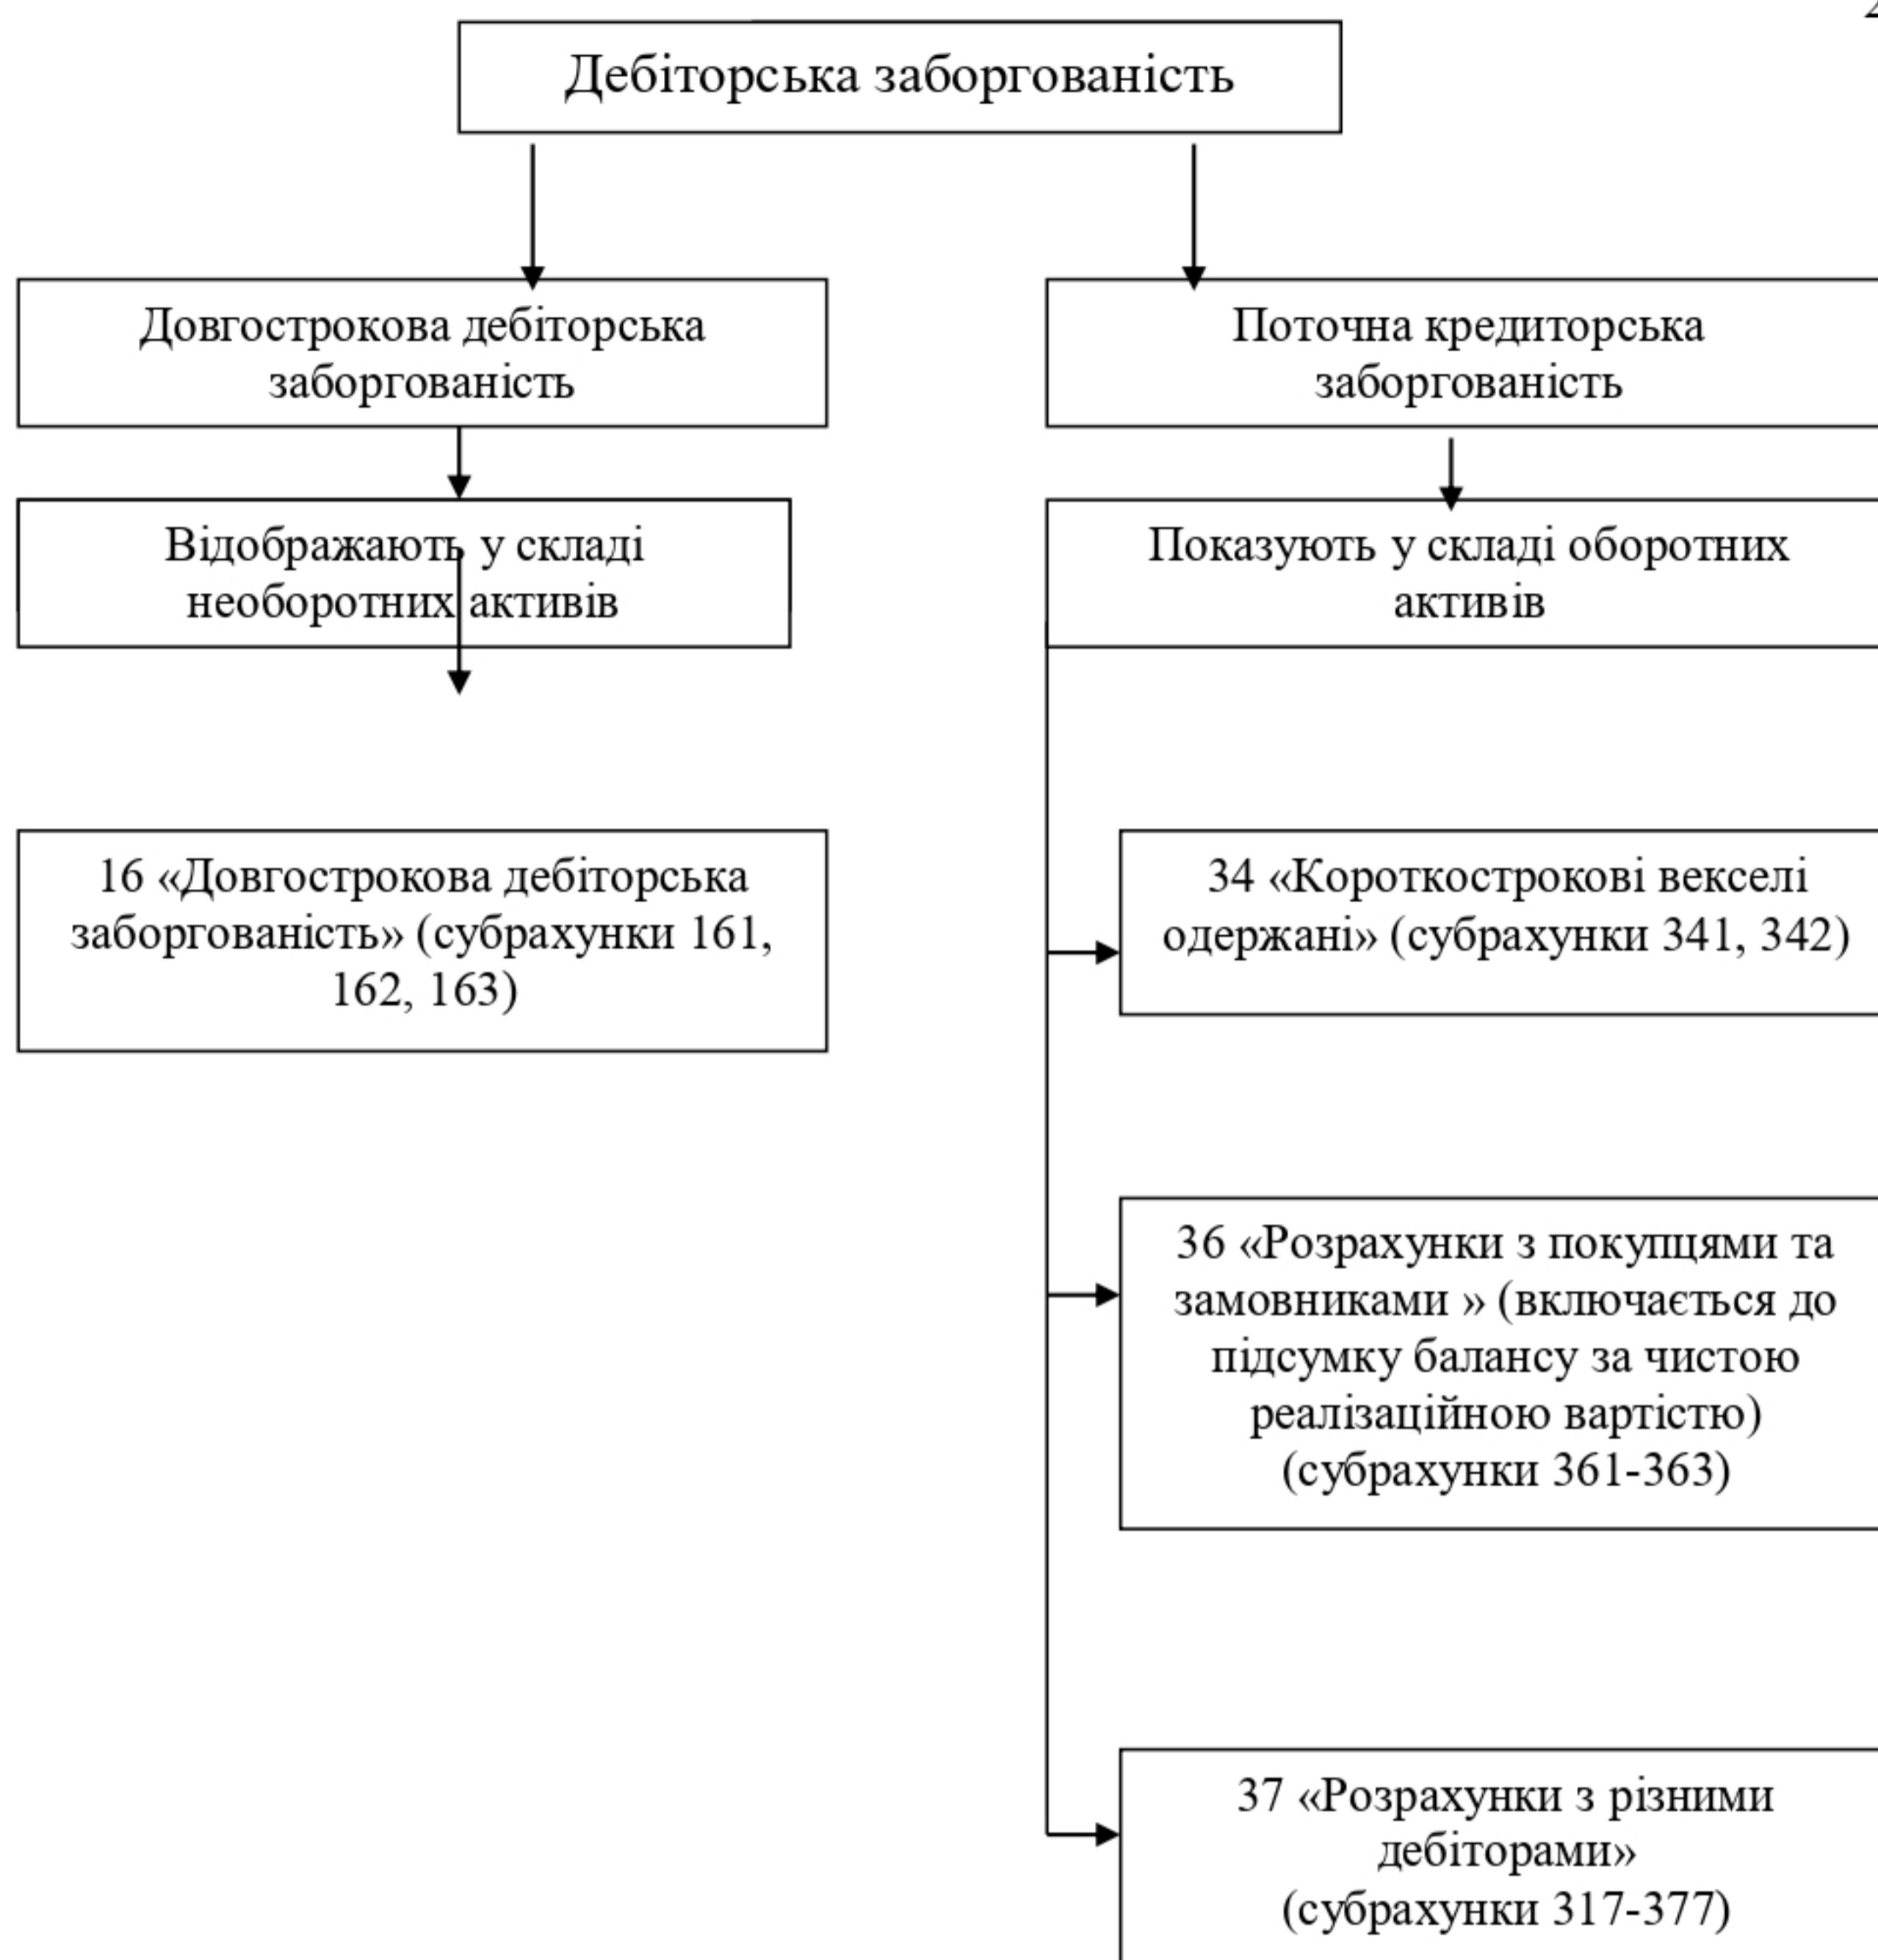 Дебіторська заборгованість
Довгострокова дебіторська
заборгованість
Поточна кредиторська
заборгованість
Відображають у складі
необоротних активів
Показують у складі оборотних
активів
16 «Довгострокова дебіторська
заборгованість» (субрахунки 161,
162, 163)
34 «Короткострокові векселі
одержані» (субрахунки 341, 342)
36 «Розрахунки з покупцями та
замовниками » (включається до
підсумку балансу за чистою
реалізаційною вартістю)
(субрахунки 361-363)
37 «Розрахунки з різними
дебіторами»
(субрахунки 317-377)